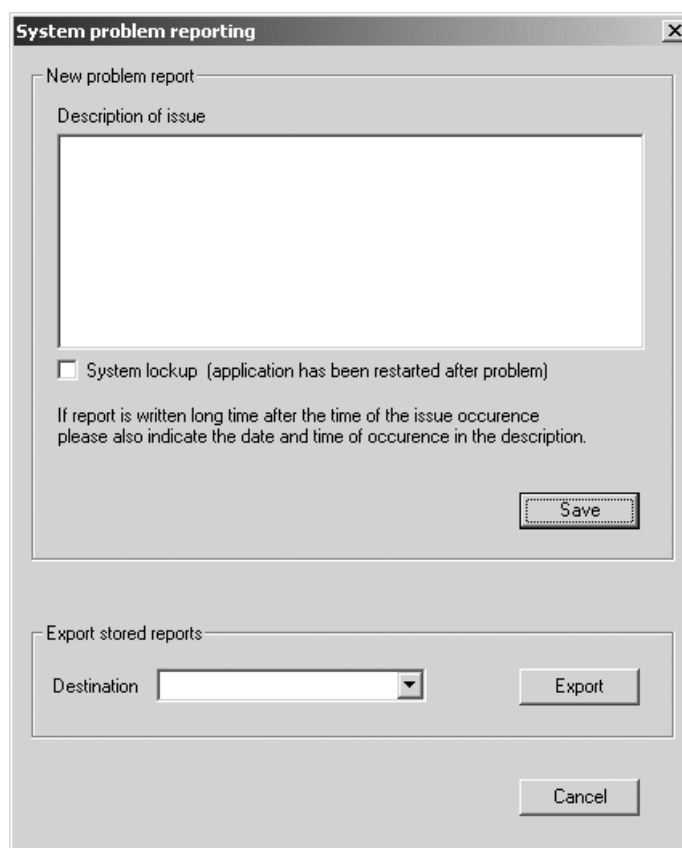 System problem reporting
New problem report
Description of issue
System lockup (application has been restarted after problem)
If report is written long time after the time of the issue occurence
please also indicate the date and time of occurence in the description.
Save
Export stored reports
Destination
Export
Cancel